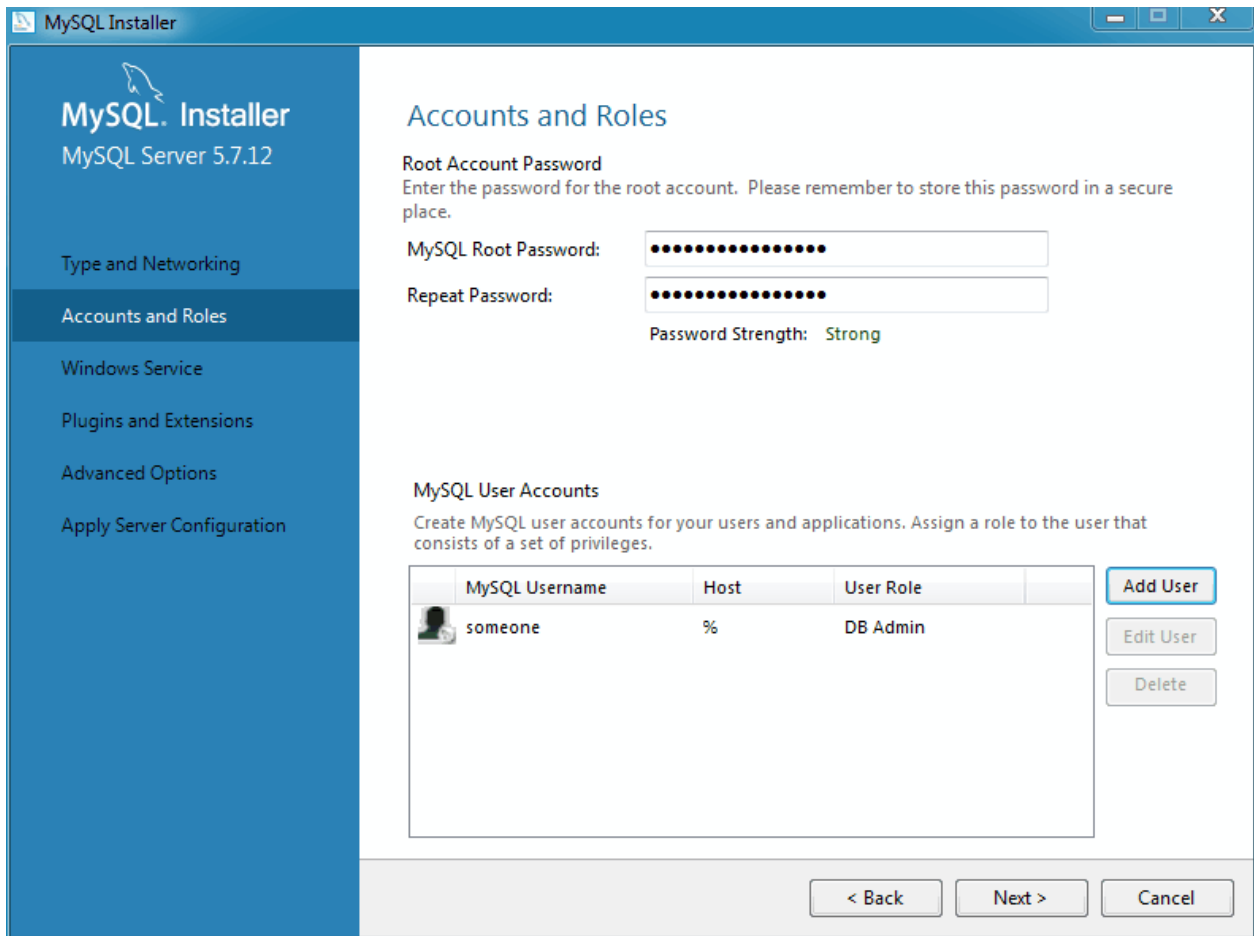 MySQL Installer
MySQL. Installer
MySQL Server 5.7.12
Type and Networking
Accounts and Roles
Windows Service
Plugins and Extensions
Advanced Options
Apply Server Configuration
Accounts and Roles
Root Account Password
Enter the password for the root account. Please remember to store this password in a secure
place.
MySQL Root Password: ●●●●●●●●●●●●●●●●
Repeat Password: ●●●●●●●●●●●●●●●●
Password Strength: Strong
MySQL User Accounts
Create MySQL user accounts for your users and applications. Assign a role to the user that
consists of a set of privileges.
MySQL Username Host User Role
someone % DB Admin
Add User
Edit User
Delete
< Back Next > Cancel